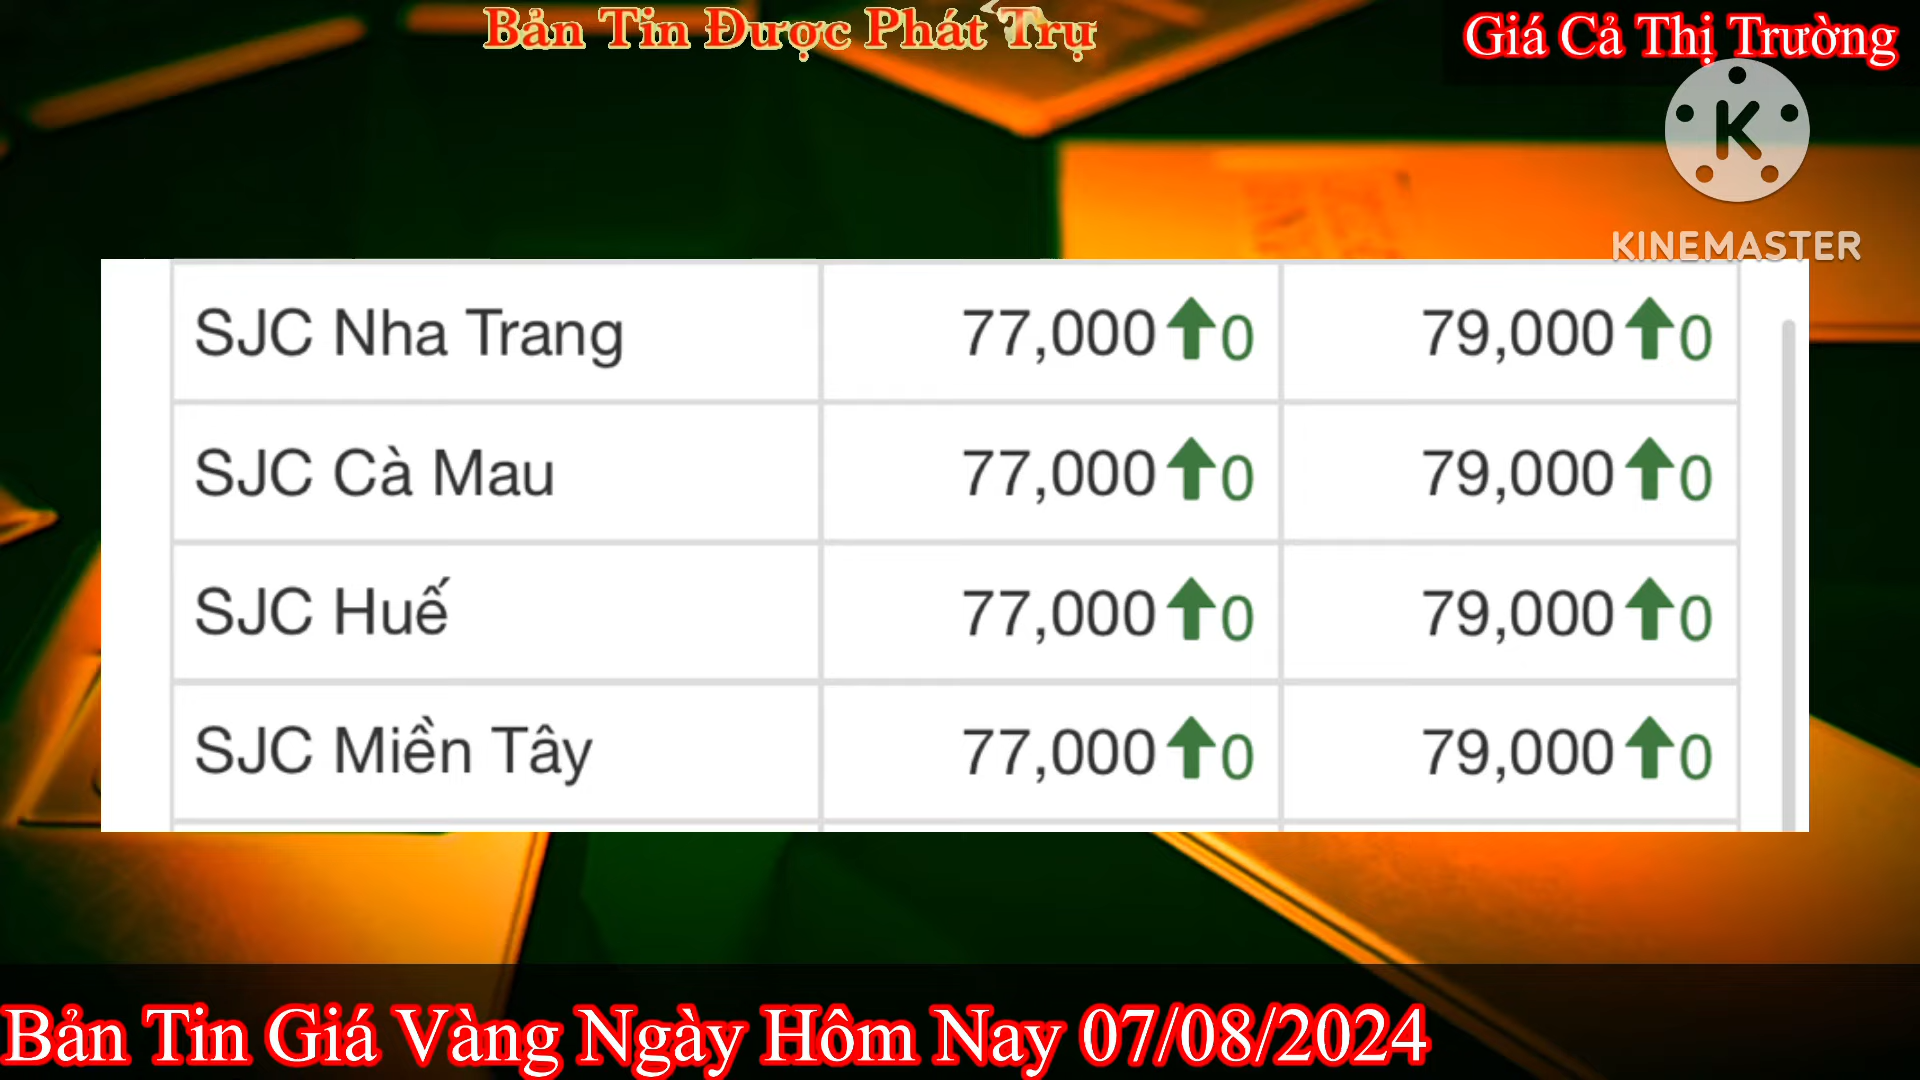 Bản Tin Được Phát Trụ
Giá Cả Thị Trường
K
KINEMASTER
SJC Nha Trang 77,000 0 79,000 0
SJC Cà Mau 77,000 0 79,000 0
SJC Huế 77,000 0 79,000 0
SJC Miền Tây 77,000 0 79,000 0
Bản Tin Giá Vàng Ngày Hôm Nay 07/08/2024